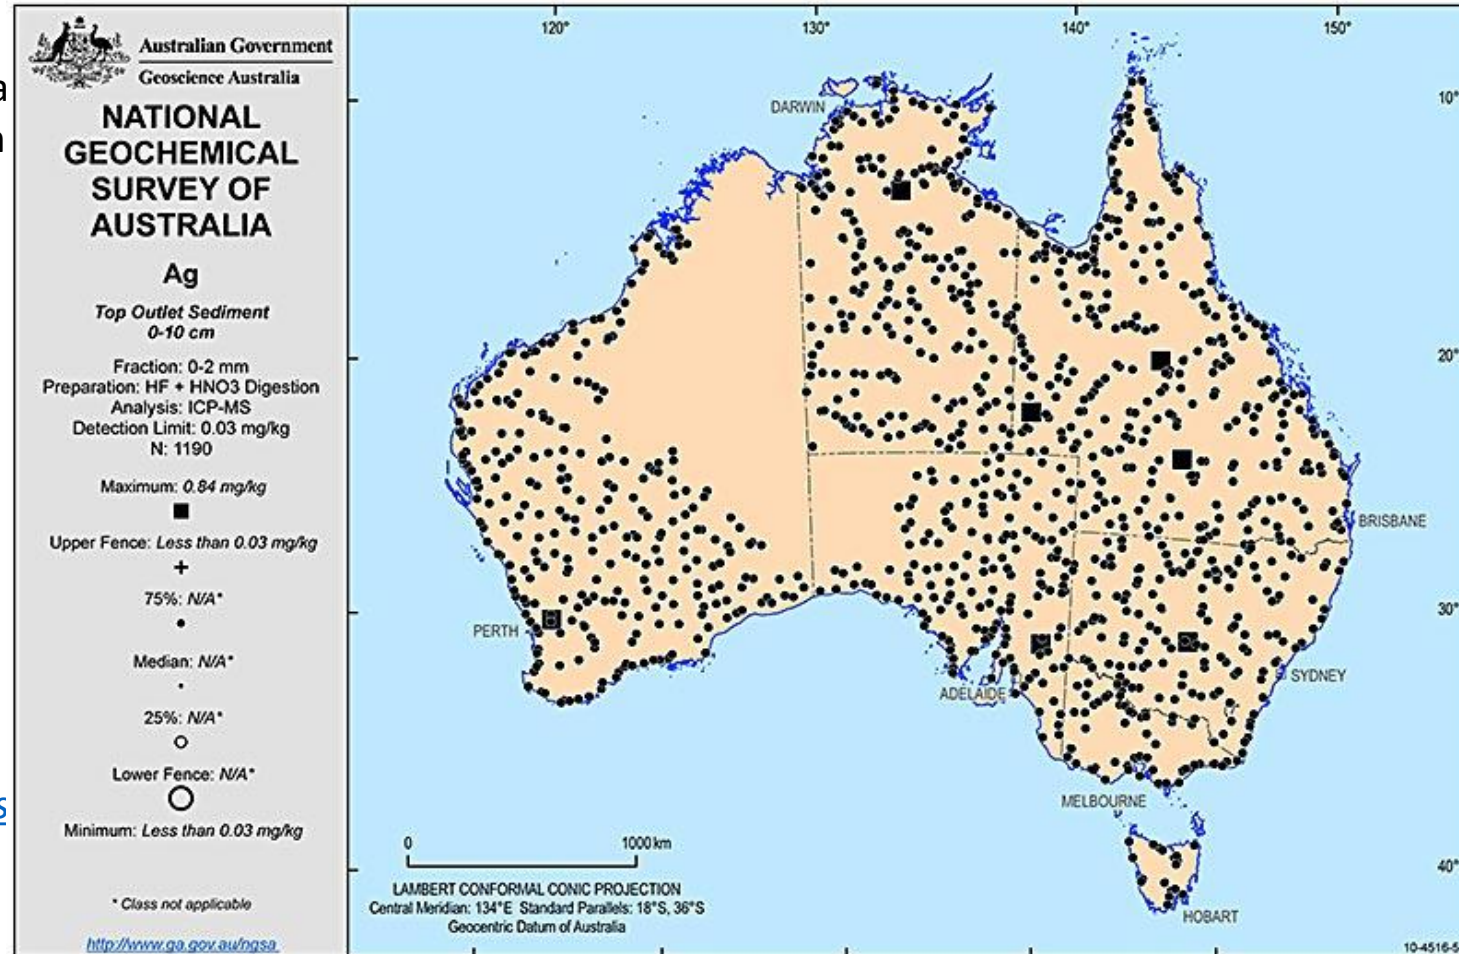 a
n
s
Australian Government
Geoscience Australia
NATIONAL
GEOCHEMICAL
SURVEY OF
AUSTRALIA
Ag
Top Outlet Sediment
0-10 cm
Fraction: 0-2 mm
Preparation: HF + HNO3 Digestion
Analysis: ICP-MS
Detection Limit: 0.03 mg/kg
N: 1190
Maximum: 0.84 mg/kg
Upper Fence: Less than 0.03 mg/kg
75%: N/A*
Median: N/A*
25%: N/A*
Lower Fence: N/A*
Minimum: Less than 0.03 mg/kg
* Class not applicable
http://www.ga.gov.au/ngsa
120°
130°
140°
150°
10°
20°
30°
40°
DARWIN
BRISBANE
PERTH
SYDNEY
ADELAIDE
MELBOURNE
HOBART
0 1000 km
LAMBERT CONFORMAL CONIC PROJECTION
Central Meridian: 134°E Standard Parallels: 18°S, 36°S
Geocentric Datum of Australia
10-4516-5